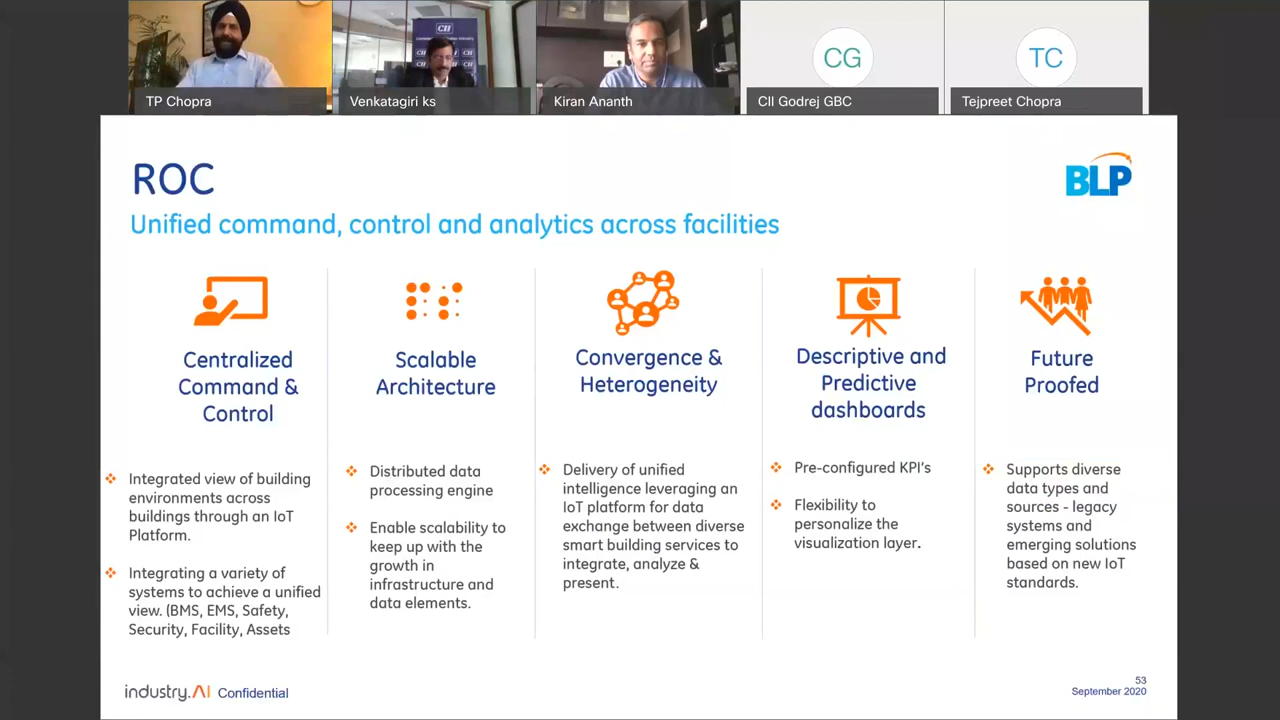 CII
CII
CII
CII
CG
TC
TP Chopra
Venkatagiri ks
Kiran Ananth
CII Godrej GBC
Tejpreet Chopra
ROC
BLP
Unified command, control and analytics across facilities
Centralized
Command &
Control
❖ Integrated view of building
environments across
buildings through an IoT
Platform.
❖ Integrating a variety of
systems to achieve a unified
view. (BMS, EMS, Safety,
Security, Facility, Assets
Scalable
Architecture
❖ Distributed data
processing engine
❖ Enable scalability to
keep up with the
growth in
infrastructure and
data elements.
Convergence &
Heterogeneity
❖ Delivery of unified
intelligence leveraging an
IoT platform for data
exchange between diverse
smart building services to
integrate, analyze &
present.
Descriptive and
Predictive
dashboards
❖ Pre-configured KPI's
❖ Flexibility to
personalize the
visualization layer.
Future
Proofed
❖ Supports diverse
data types and
sources - legacy
systems and
emerging solutions
based on new IoT
standards.
industry.AI Confidential
53
September 2020